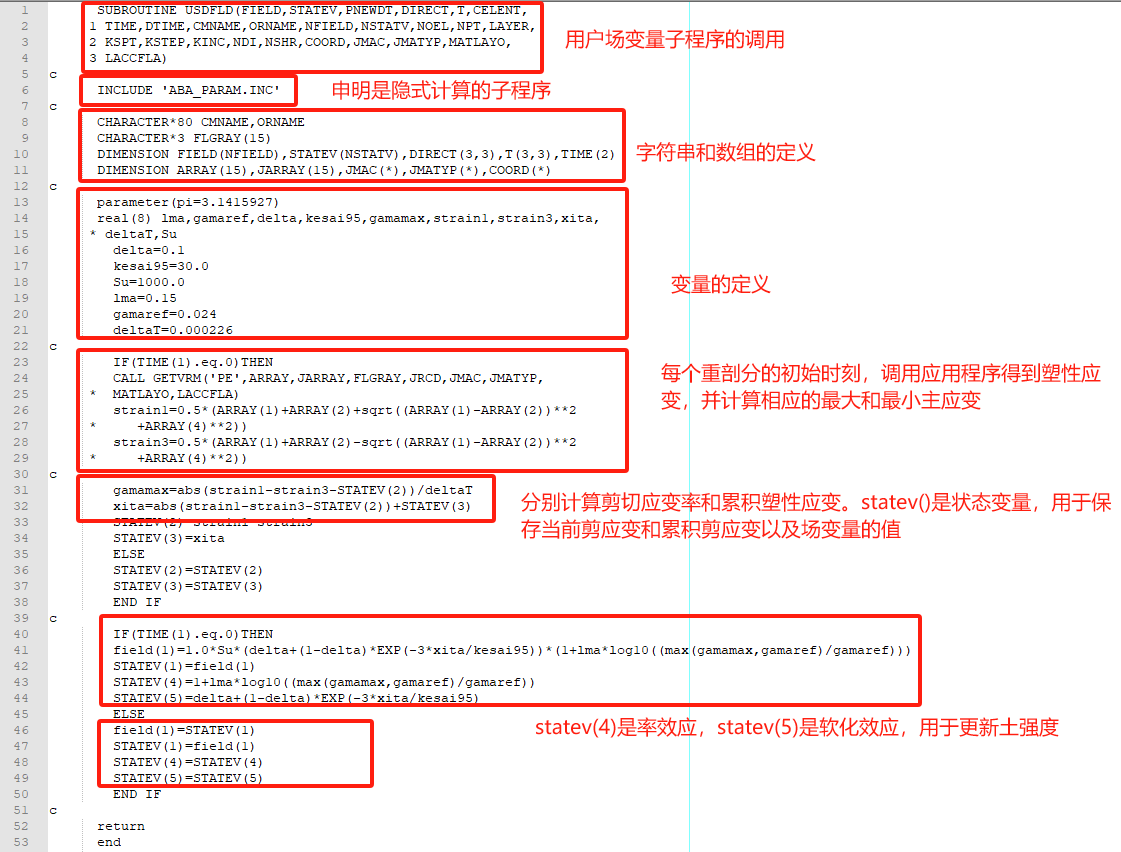 1 SUBROUTINE USDFLD(FIELD,STATEV,PNEWDT,DIRECT,T,CELENT,
2 1 TIME,DTIME,CMNAME,ORNAME,NFIELD,NSTATV,NOEL,NPT,LAYER,
3 2 KSPT,KSTEP,KINC,NDI,NSHR,COORD,JMAC,JMATYP,MATLAYO,
4 3 LACCFLA)
用户场变量子程序的调用
5 c
6 INCLUDE 'ABA_PARAM.INC'
申明是隐式计算的子程序
7 c
8 CHARACTER*80 CMNAME,ORNAME
9 CHARACTER*3 FLGRAY(15)
10 DIMENSION FIELD(NFIELD),STATEV(NSTATV),DIRECT(3,3),T(3,3),TIME(2)
11 DIMENSION ARRAY(15),JARRAY(15),JMAC(*),JMATYP(*),COORD(*)
字符串和数组的定义
12 c
13 parameter(pi=3.1415927)
14 real(8) lma,gamaref,delta,kesai95,gamamax,strain1,strain3,xita,
15 * deltaT,Su
16 delta=0.1
17 kesai95=30.0
18 Su=1000.0
19 lma=0.15
20 gamaref=0.024
21 deltaT=0.000226
变量的定义
22 c
23 IF(TIME(1).eq.0)THEN
24 CALL GETVRM('PE',ARRAY,JARRAY,FLGRAY,JRCD,JMAC,JMATYP,
25 * MATLAYO,LACCFLA)
26 strain1=0.5*(ARRAY(1)+ARRAY(2)+sqrt((ARRAY(1)-ARRAY(2))**2
27 * +ARRAY(4)**2))
28 strain3=0.5*(ARRAY(1)+ARRAY(2)-sqrt((ARRAY(1)-ARRAY(2))**2
29 * +ARRAY(4)**2))
每个重剖分的初始时刻，调用应用程序得到塑性应
变，并计算相应的最大和最小主应变
30 c
31 gamamax=abs(strain1-strain3-STATEV(2))/deltaT
32 xita=abs(strain1-strain3-STATEV(2))+STATEV(3)
33 STATEV(2)=strain1-strain3
34 STATEV(3)=xita
35 ELSE
36 STATEV(2)=STATEV(2)
37 STATEV(3)=STATEV(3)
38 END IF
分别计算剪切应变率和累积塑性应变。statev()是状态变量，用于保
存当前剪应变和累积剪应变以及场变量的值
39 c
40 IF(TIME(1).eq.0)THEN
41 field(1)=1.0*Su*(delta+(1-delta)*EXP(-3*xita/kesai95))*(1+lma*log10((max(gamamax,gamaref)/gamaref)))
42 STATEV(1)=field(1)
43 STATEV(4)=1+lma*log10((max(gamamax,gamaref)/gamaref))
44 STATEV(5)=delta+(1-delta)*EXP(-3*xita/kesai95)
45 ELSE
46 field(1)=STATEV(1)
47 STATEV(1)=field(1)
48 STATEV(4)=STATEV(4)
49 STATEV(5)=STATEV(5)
50 END IF
statev(4)是率效应，statev(5)是软化效应，用于更新土强度
51 c
52 return
53 end